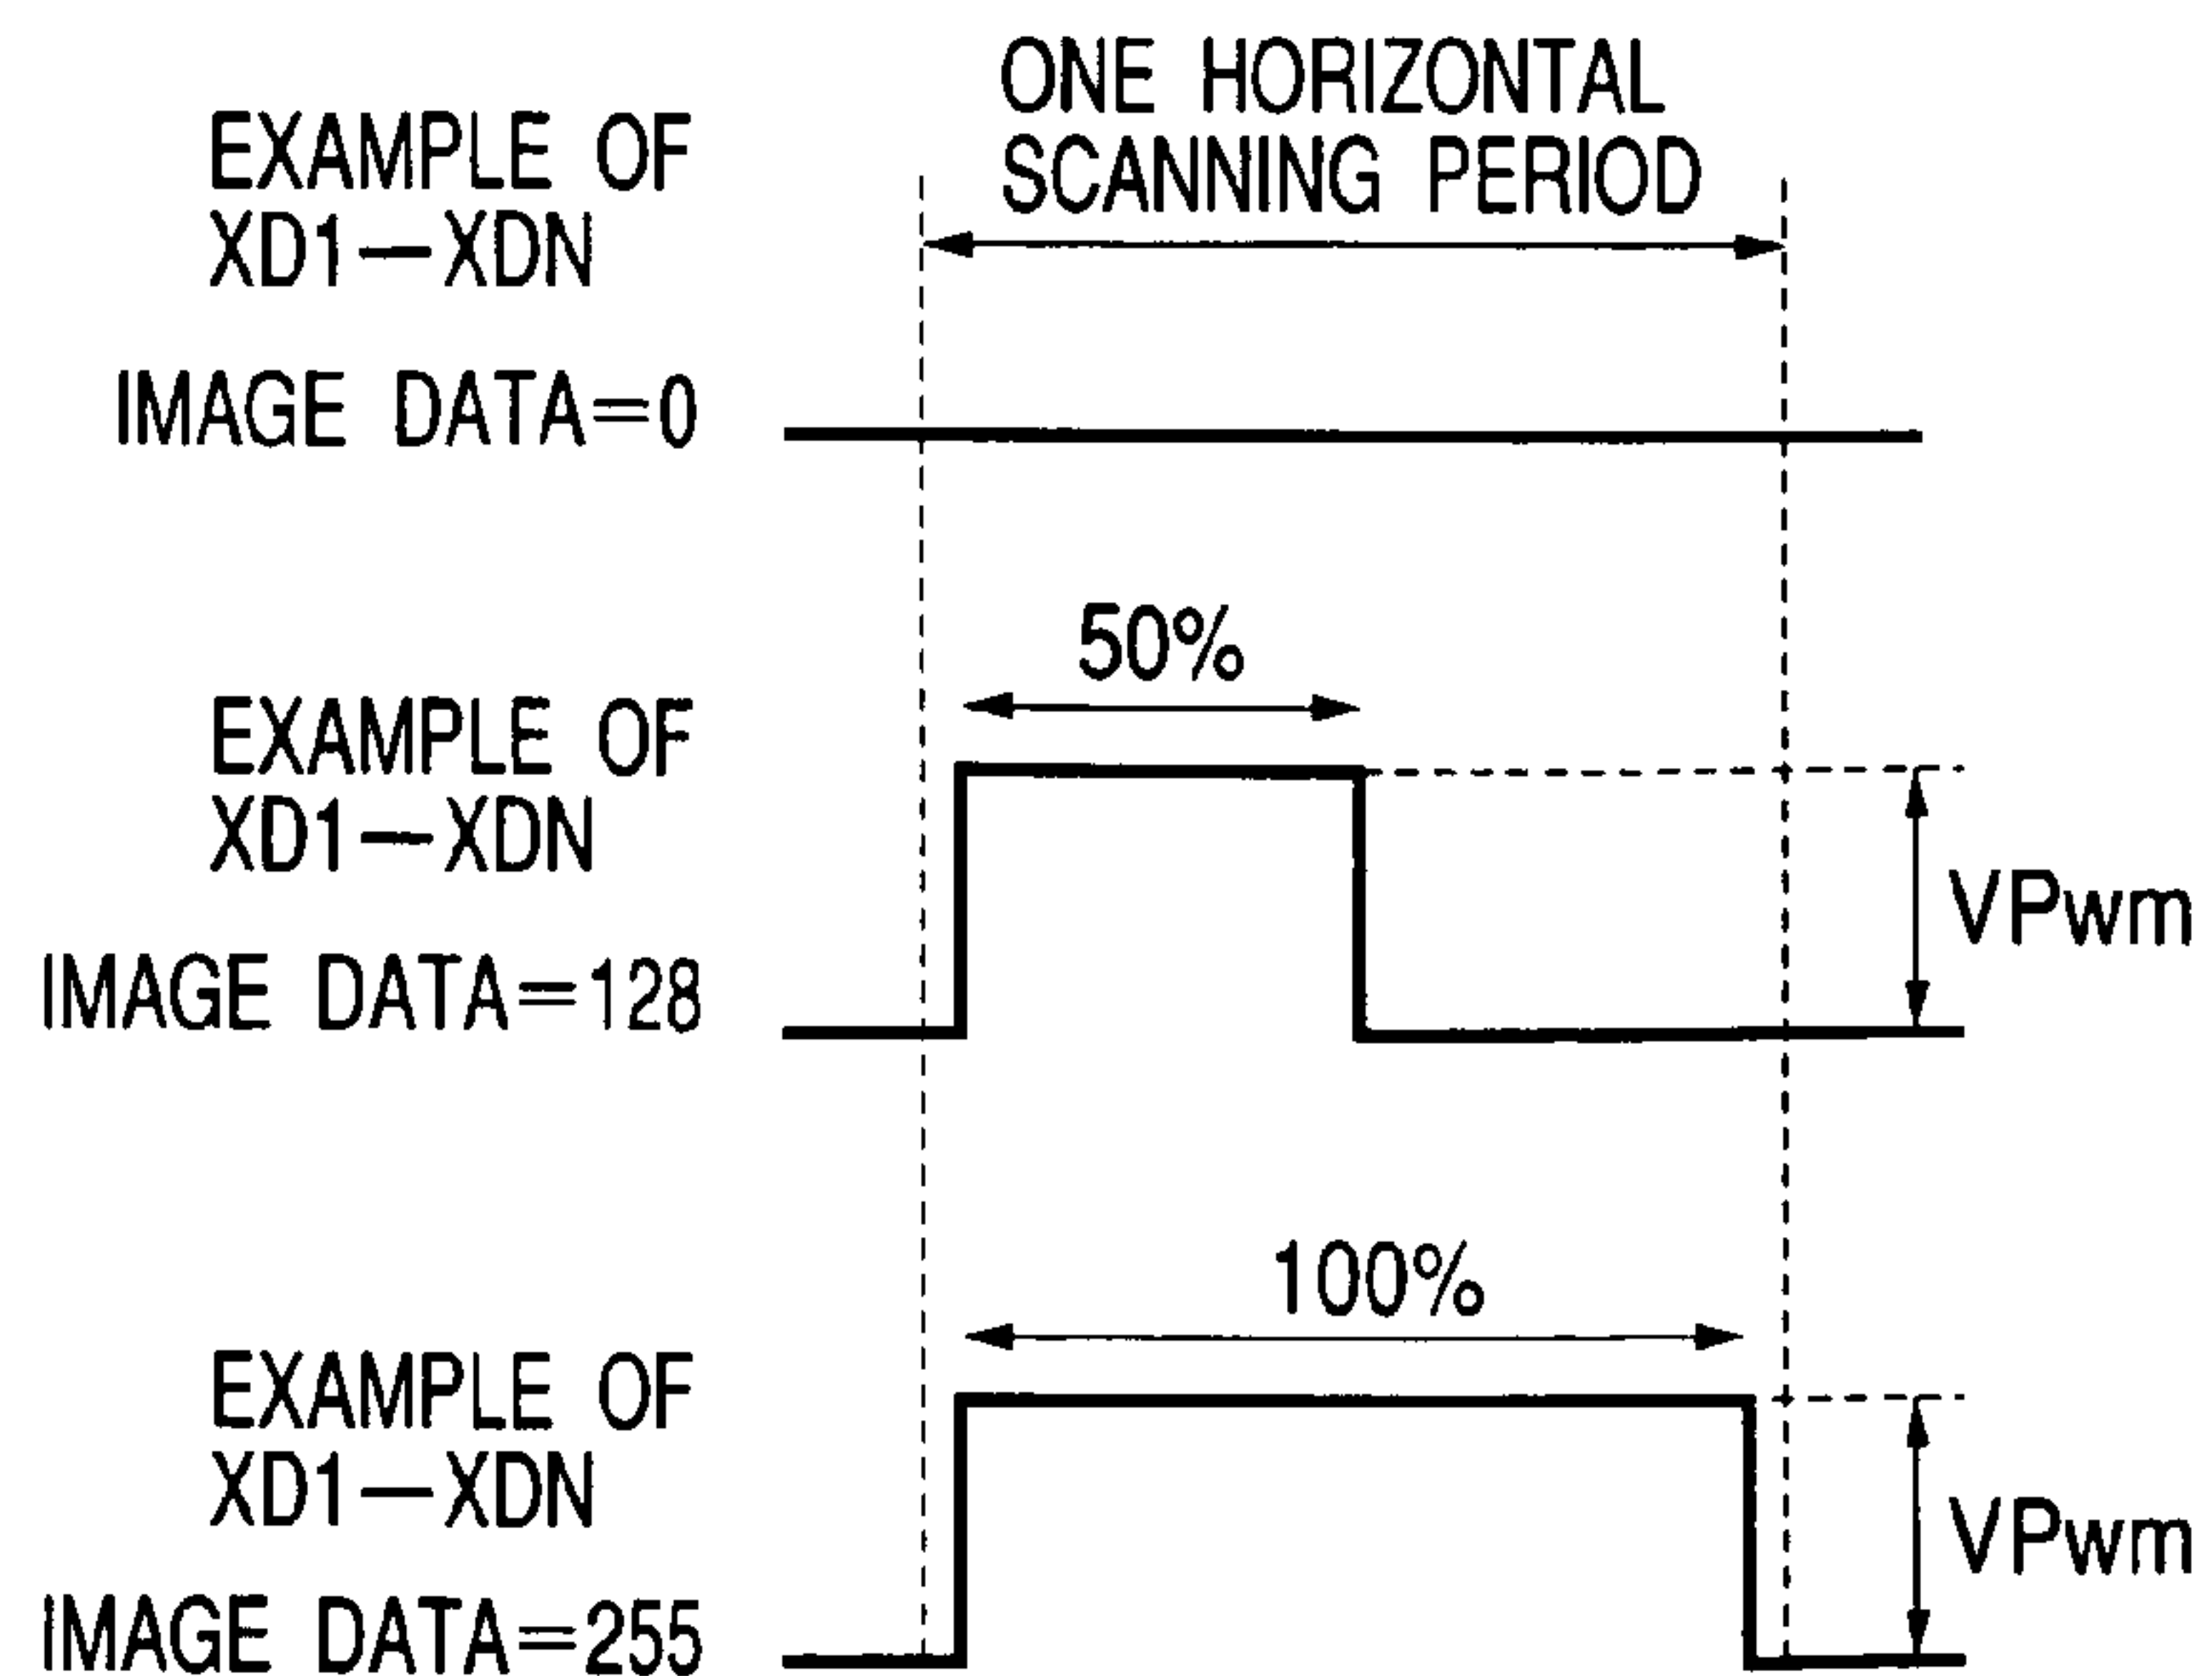 ONE HORIZONTAL
SCANNING PERIOD
EXAMPLE OF
XD1—XDN
IMAGE DATA=0
50%
EXAMPLE OF
XD1—XDN
IMAGE DATA=128
VPwm
100%
EXAMPLE OF
XD1—XDN
IMAGE DATA=255
VPwm